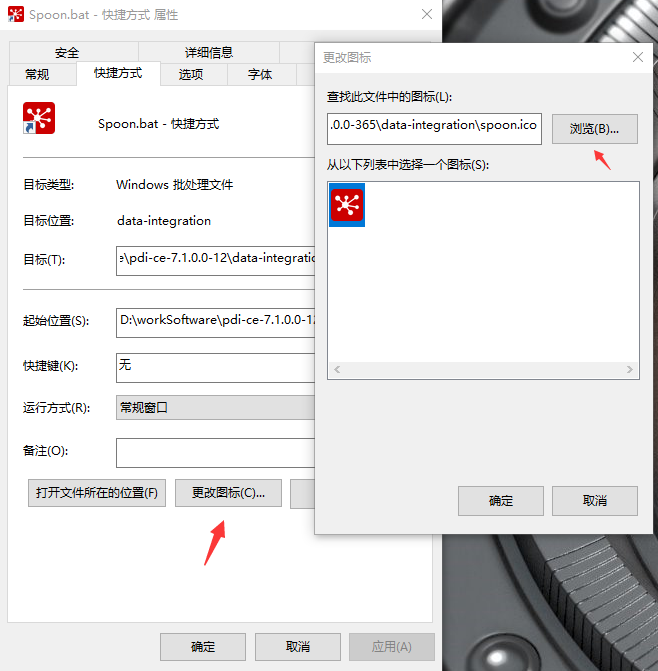 Spoon.bat - 快捷方式 属性
安全
详细信息
常规
快捷方式
选项
字体
Spoon.bat - 快捷方式
目标类型:
Windows 批处理文件
目标位置:
data-integration
目标(T):
e\pdi-ce-7.1.0.0-12\data-integratio
起始位置(S):
D:\workSoftware\pdi-ce-7.1.0.0-12
快捷键(K):
无
运行方式(R):
常规窗口
备注(O):
打开文件所在的位置(F)
更改图标(C)...
确定
取消
应用(A)
更改图标
查找此文件中的图标(L):
.0.0-365\data-integration\spoon.ico
浏览(B)...
从以下列表中选择一个图标(S):
确定
取消